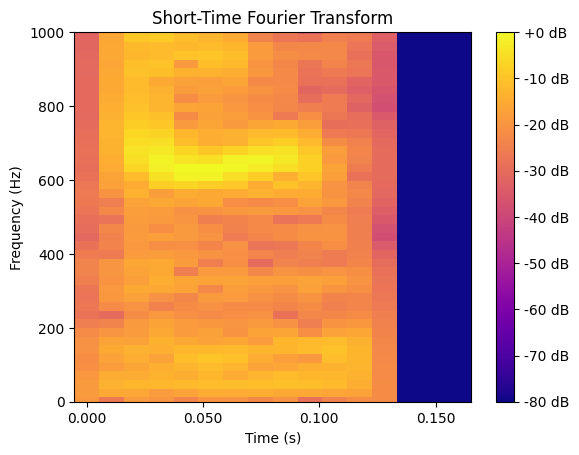 Short-Time Fourier Transform
Frequency (Hz)
1000
800
600
400
200
0
0.000
0.050
0.100
0.150
Time (s)
+0 dB
-10 dB
-20 dB
-30 dB
-40 dB
-50 dB
-60 dB
-70 dB
-80 dB